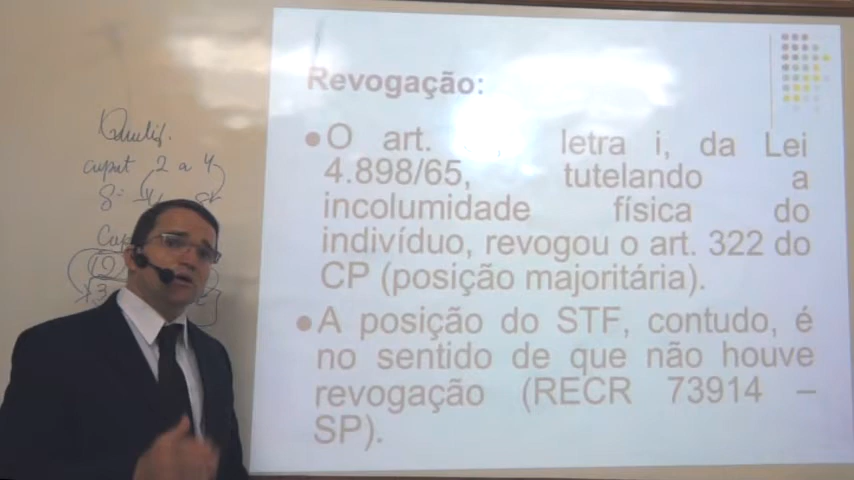 Qualif.
caput 2 a 4
Revogação:
•O art. letra i, da Lei
4.898/65, tutelando a
incolumidade física do
indivíduo, revogou o art. 322 do
CP (posição majoritária).
•A posição do STF, contudo, é
no sentido de que não houve
revogação (RECR 73914 –
SP).